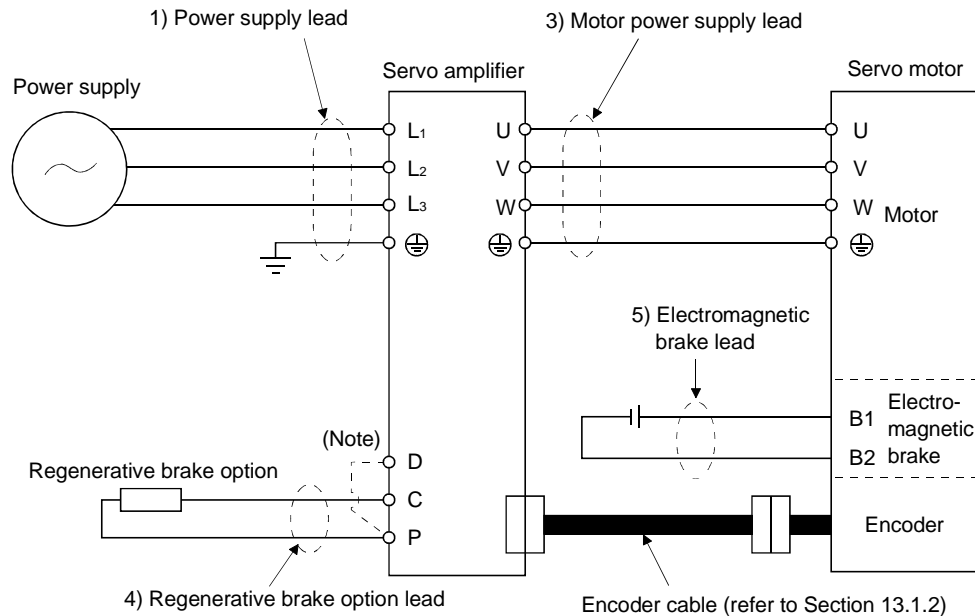 1) Power supply lead
3) Motor power supply lead
Servo amplifier
Servo motor
Power supply
L1
U
U
L2
V
V
L3
W
W
Motor
5) Electromagnetic
brake lead
B1
Electro-
magnetic
brake
B2
(Note)
D
Regenerative brake option
C
P
Encoder
4) Regenerative brake option lead
Encoder cable (refer to Section 13.1.2)